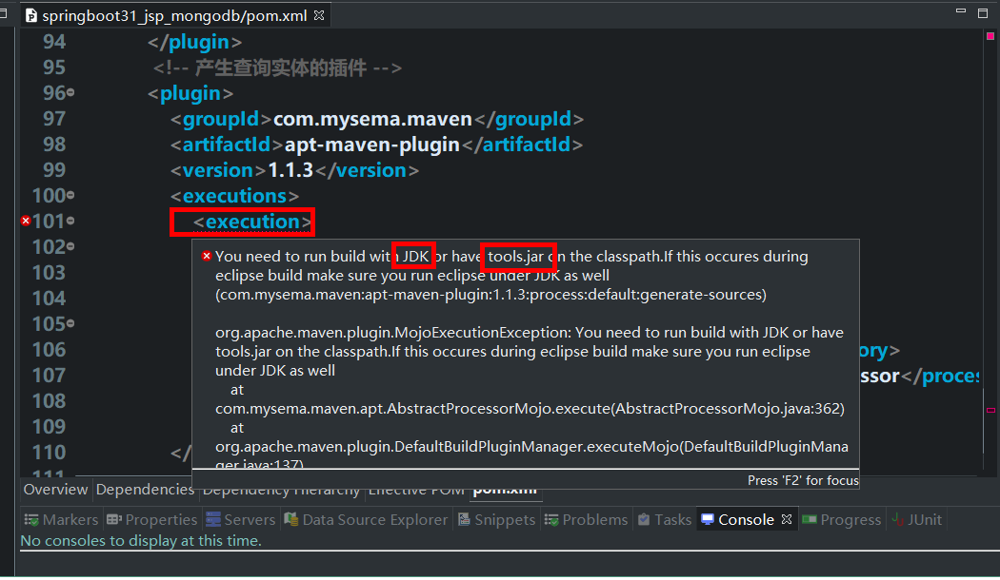 springboot31_jsp_mongodb/pom.xml
94 </plugin>
95 <!-- 产生查询实体的插件 -->
96 <plugin>
97 <groupId>com.mysema.maven</groupId>
98 <artifactId>apt-maven-plugin</artifactId>
99 <version>1.1.3</version>
100 <executions>
101 <execution>
102
You need to run build with JDK or have tools.jar on the classpath.If this occures during
103
eclipse build make sure you run eclipse under JDK as well
104
(com.mysema.maven:apt-maven-plugin:1.1.3:process:default:generate-sources)
105
org.apache.maven.plugin.MojoExecutionException: You need to run build with JDK or have
106
tools.jar on the classpath.If this occures during eclipse build make sure you run eclipse
ory>
107
under JDK as well
ssor</proces
108
at
109
com.mysema.maven.apt.AbstractProcessorMojo.execute(AbstractProcessorMojo.java:362)
at
110 </
org.apache.maven.plugin.DefaultBuildPluginManager.executeMojo(DefaultBuildPluginMana
ger.java:137)
111
Press 'F2' for focus
Overview Dependencies Dependency Hierarchy Effective POM pom.xml
Markers Properties Servers Data Source Explorer Snippets Problems Tasks Console Progress JUnit
No consoles to display at this time.